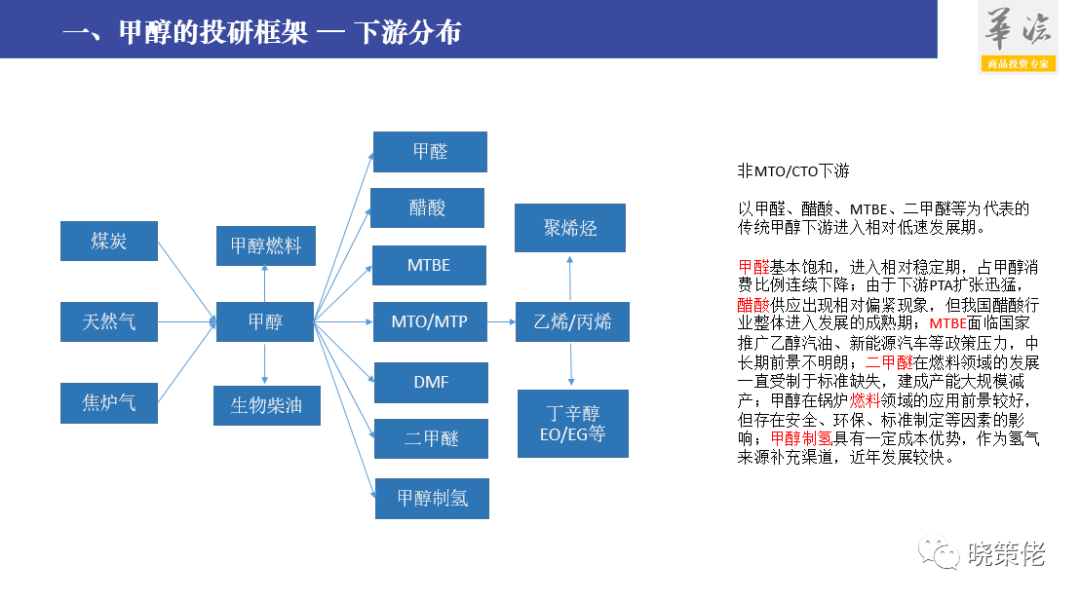 一、甲醇的投研框架 — 下游分布
華
商品投资专家
煤炭
天然气
焦炉气
甲醇燃料
甲醇
生物柴油
甲醛
醋酸
MTBE
MTO/MTP
DMF
二甲醚
甲醇制氢
聚烯烃
乙烯/丙烯
丁辛醇
EO/EG等
非MTO/CTO下游
以甲醛、醋酸、MTBE、二甲醚等为代表的
传统甲醇下游进入相对低速发展期。
甲醛基本饱和，进入相对稳定期，占甲醇消
费比例连续下降；由于下游PTA扩张迅猛，
醋酸供应出现相对偏紧现象，但我国醋酸行
业整体进入发展的成熟期；MTBE面临国家
推广乙醇汽油、新能源汽车等政策压力，中
长期前景不明朗；二甲醚在燃料领域的发展
一直受制于标准缺失，建成产能大规模减
产；甲醇在锅炉燃料领域的应用前景较好，
但存在安全、环保、标准制定等因素的影
响；甲醇制氢具有一定成本优势，作为氢气
来源补充渠道，近年发展较快。
晓策佬